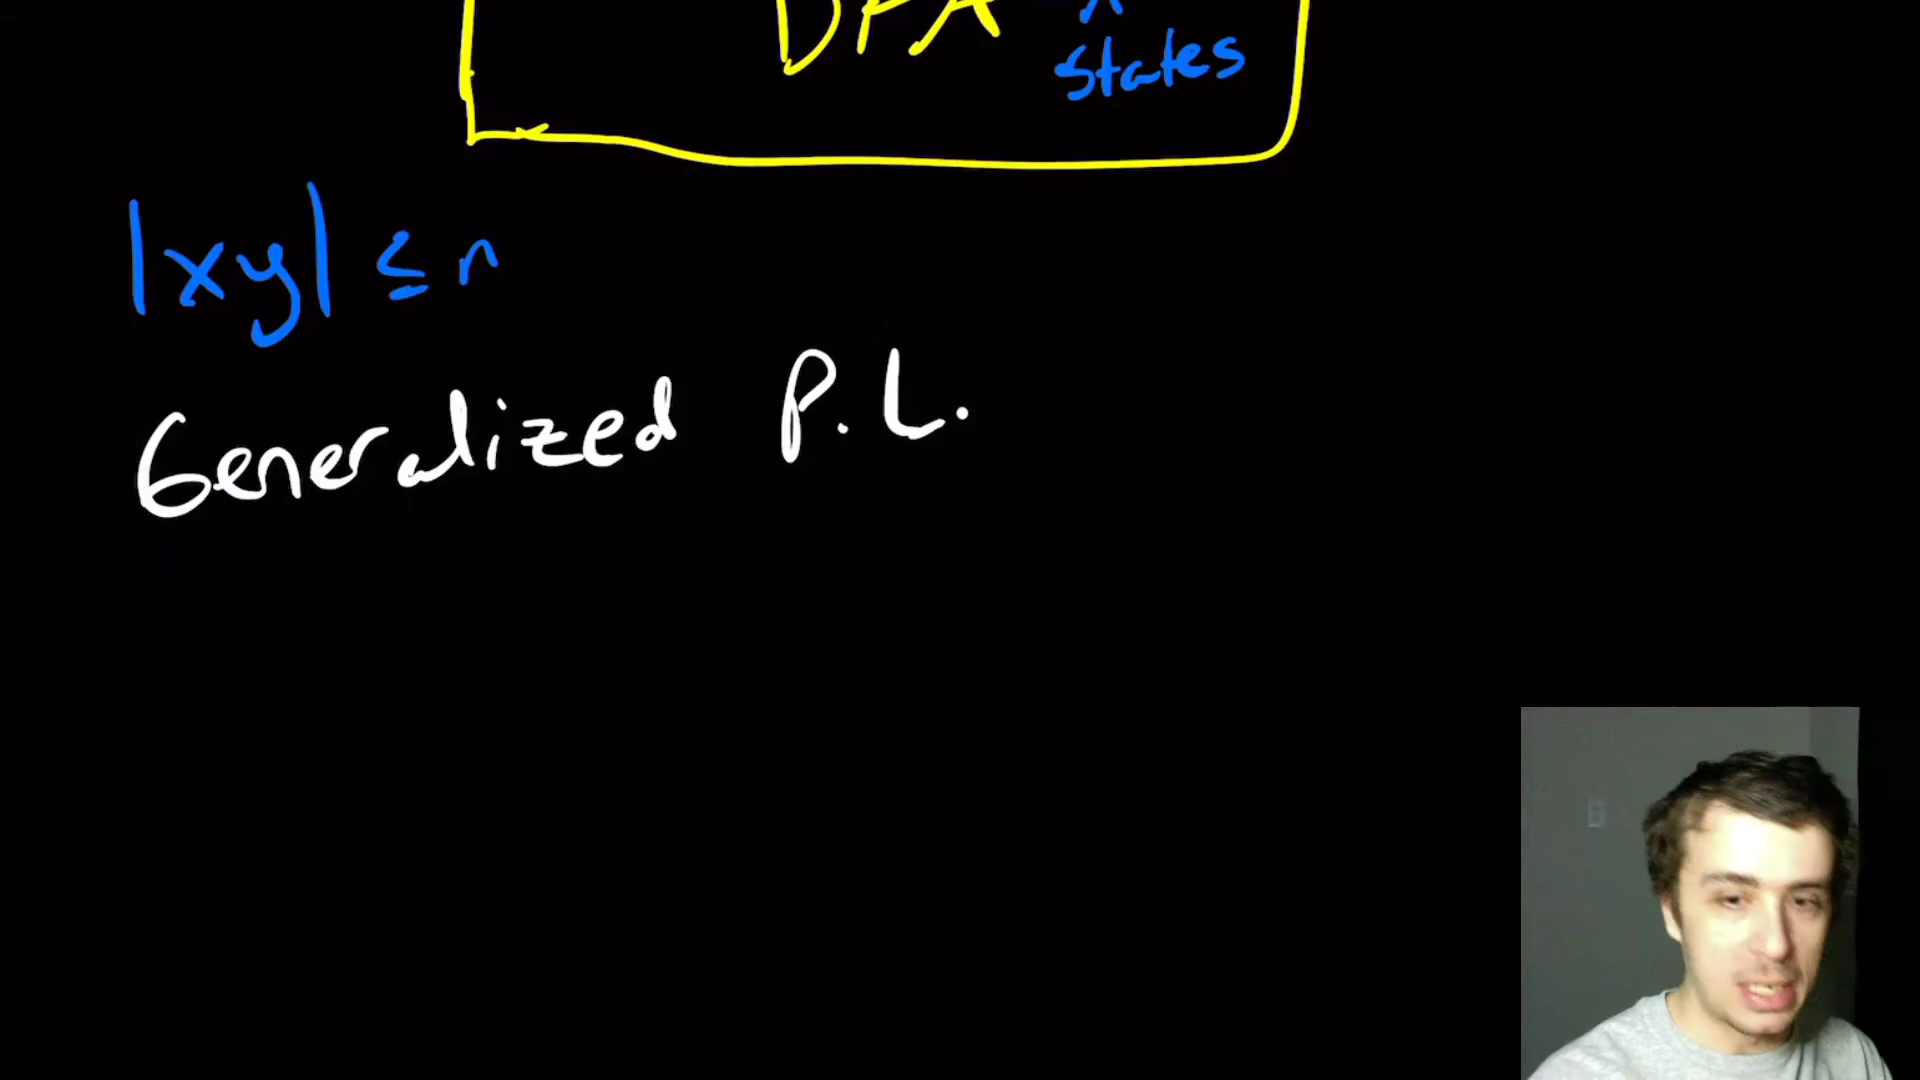 DFA
states
|xy| ≤ n
Generalized P.L.